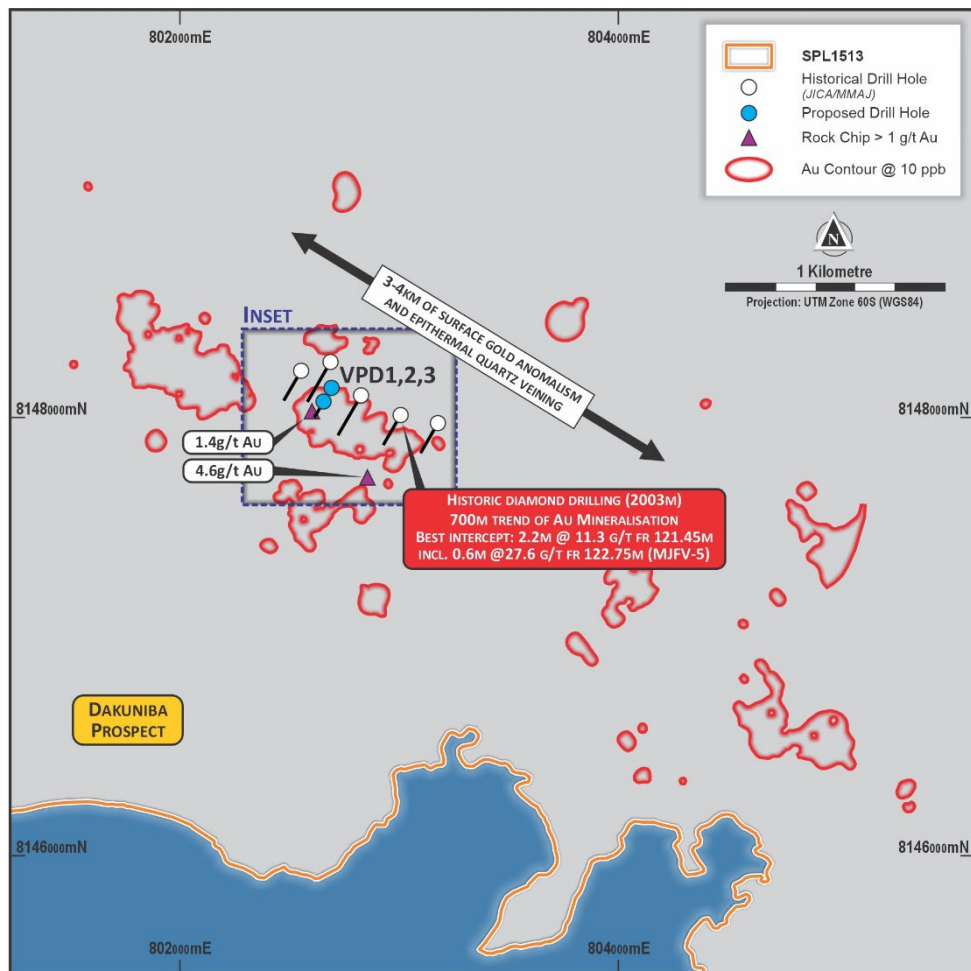 802000mE
804000mE
SPL1513
Historical Drill Hole
(JICA/MMAJ)
Proposed Drill Hole
Rock Chip > 1 g/t Au
Au Contour @ 10 ppb
N
1 Kilometre
Projection: UTM Zone 60S (WGS84)
3-4KM OF SURFACE GOLD ANOMALISM
AND EPITHERMAL QUARTZ VEINING
INSET
VPD1,2,3
8148000mN
8148000mN
1.4G/T AU
4.6G/T AU
HISTORIC DIAMOND DRILLING (2003M)
700M TREND OF AU MINERALISATION
BEST INTERCEPT: 2.2M @ 11.3 G/T FR 121.45M
INCL. 0.6M @27.6 G/T FR 122.75M (MJFV-5)
DAKUNIBA
PROSPECT
8146000mN
8146000mN
802000mE
804000mE